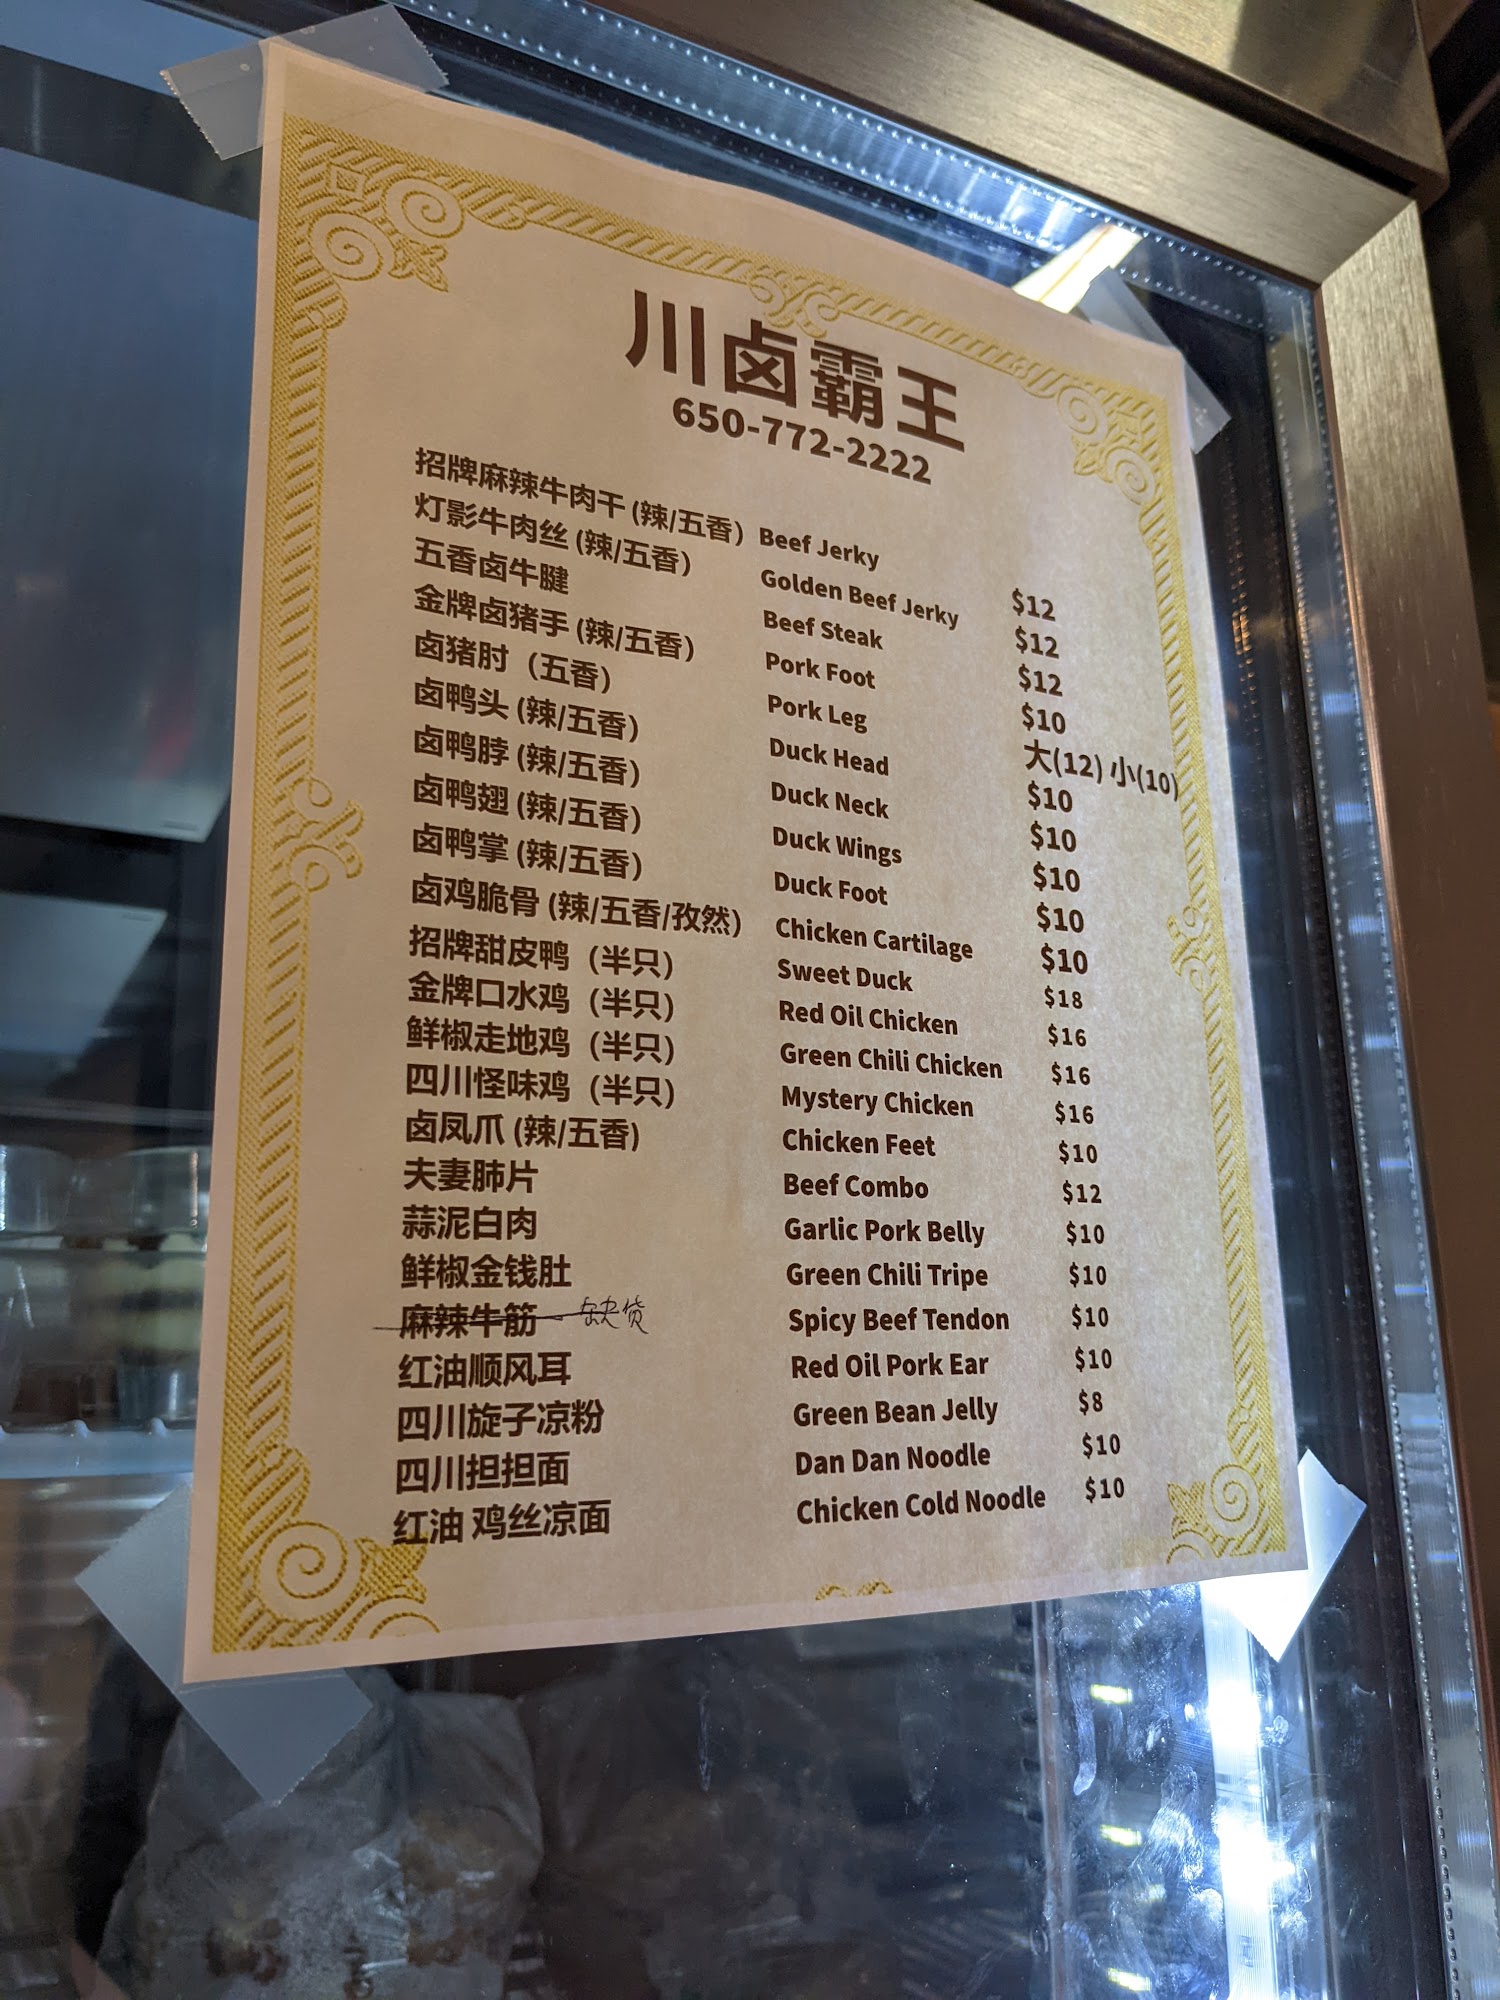 川卤霸王
650-772-2222
招牌麻辣牛肉干 (辣/五香) Beef Jerky $12
灯影牛肉丝 (辣/五香) Golden Beef Jerky $12
五香卤牛腱 Beef Steak $12
金牌卤猪手 (辣/五香) Pork Foot $10
卤猪肘 (五香) Pork Leg 大(12) 小(10)
卤鸭头 (辣/五香) Duck Head $10
卤鸭脖 (辣/五香) Duck Neck $10
卤鸭翅 (辣/五香) Duck Wings $10
卤鸭掌 (辣/五香) Duck Foot $10
卤鸡脆骨 (辣/五香/孜然) Chicken Cartilage $10
招牌甜皮鸭 (半只) Sweet Duck $18
金牌口水鸡 (半只) Red Oil Chicken $16
鲜椒走地鸡 (半只) Green Chili Chicken $16
四川怪味鸡 (半只) Mystery Chicken $16
卤凤爪 (辣/五香) Chicken Feet $10
夫妻肺片 Beef Combo $12
蒜泥白肉 Garlic Pork Belly $10
鲜椒金钱肚 Green Chili Tripe $10
麻辣牛筋 缺货 Spicy Beef Tendon $10
红油顺风耳 Red Oil Pork Ear $10
四川旋子凉粉 Green Bean Jelly $8
四川担担面 Dan Dan Noodle $10
红油 鸡丝凉面 Chicken Cold Noodle $10